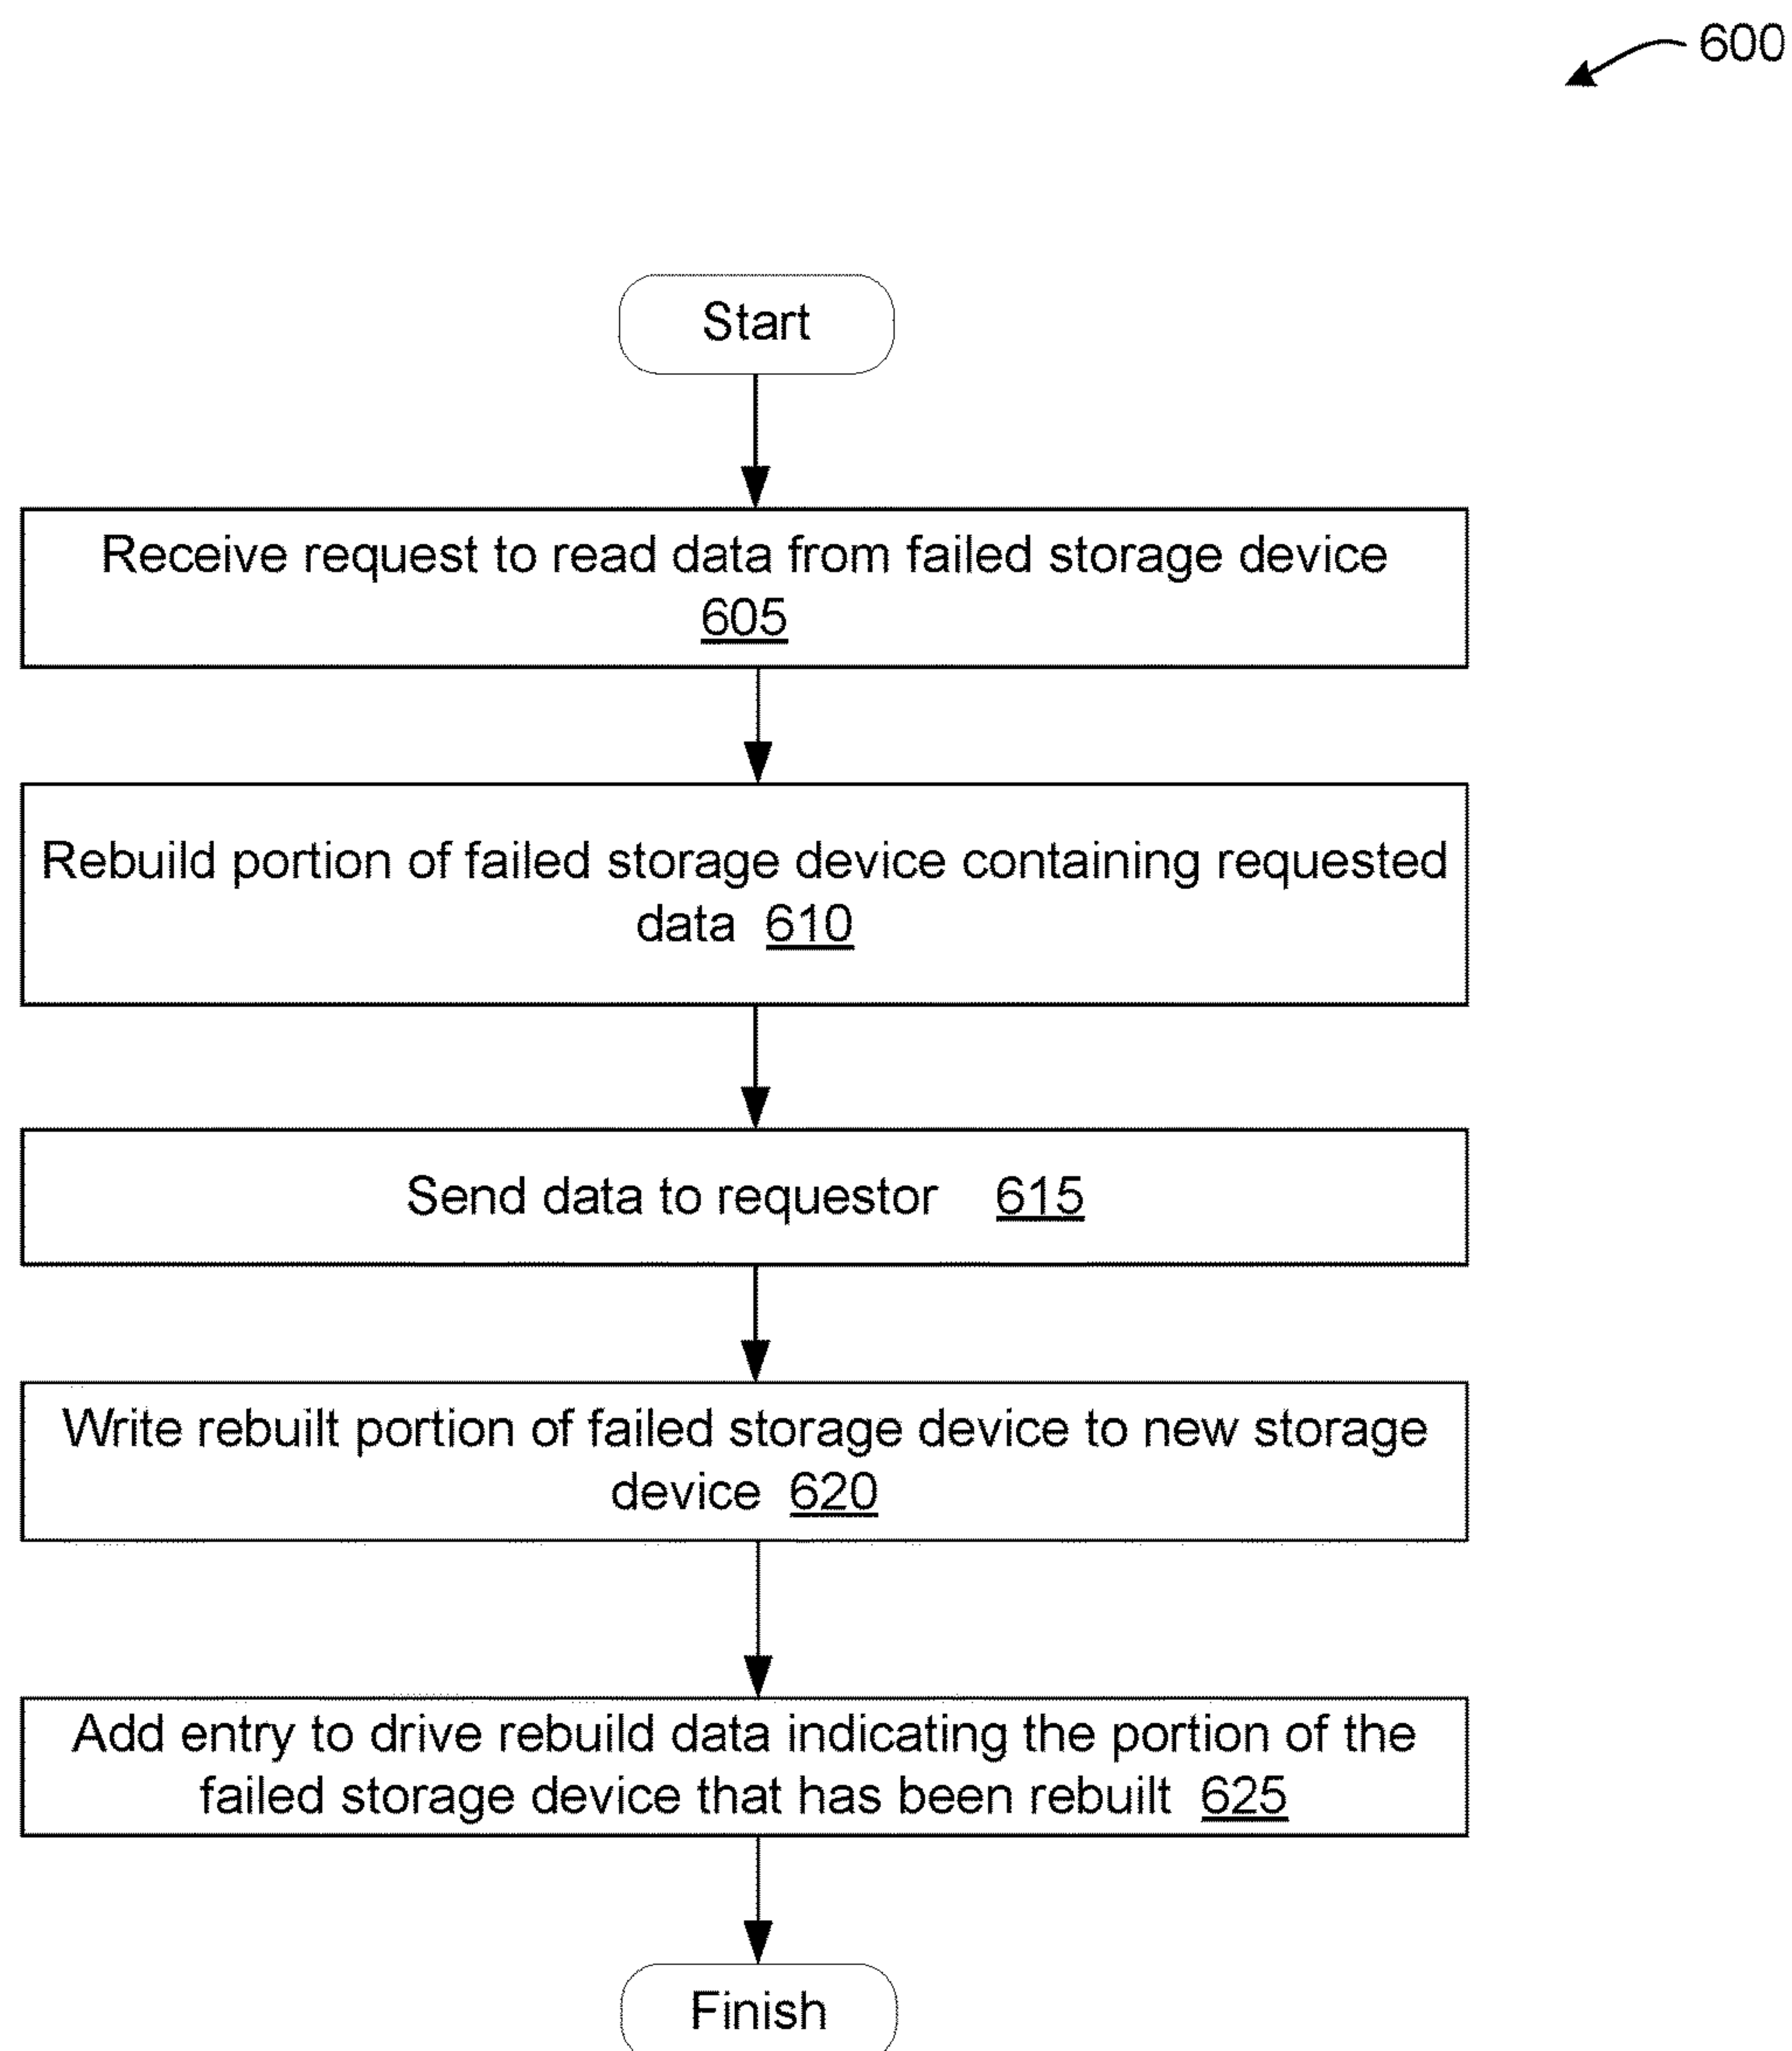 600
Start
Receive request to read data from failed storage device
605
Rebuild portion of failed storage device containing requested
data 610
Send data to requestor 615
Write rebuilt portion of failed storage device to new storage
device 620
Add entry to drive rebuild data indicating the portion of the
failed storage device that has been rebuilt 625
Finish